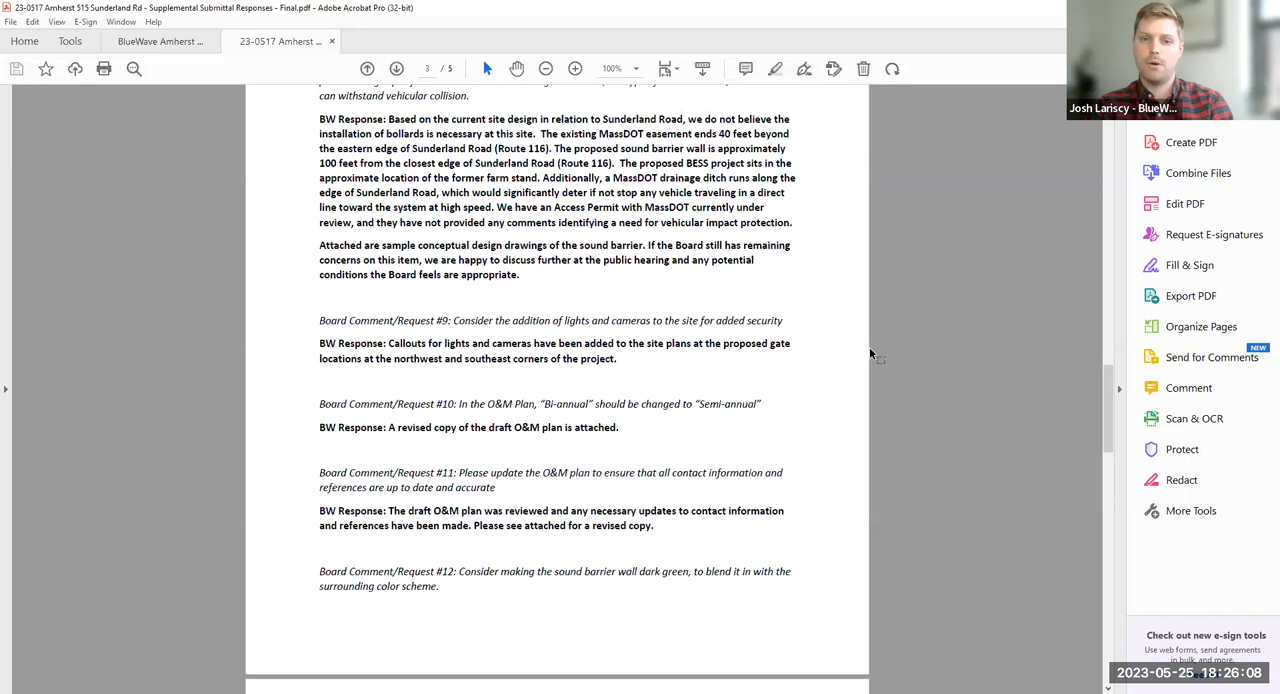 23-0517 Amherst 515 Sunderland Rd - Supplemental Submittal Responses - Final.pdf - Adobe Acrobat Pro (32-bit)
File Edit View E-Sign Window Help
Home Tools BlueWave Amherst ... 23-0517 Amherst ... ×
3 / 5 100%
can withstand vehicular collision.
BW Response: Based on the current site design in relation to Sunderland Road, we do not believe the
installation of bollards is necessary at this site. The existing MassDOT easement ends 40 feet beyond
the eastern edge of Sunderland Road (Route 116). The proposed sound barrier wall is approximately
100 feet from the closest edge of Sunderland Road (Route 116). The proposed BESS project sits in the
approximate location of the former farm stand. Additionally, a MassDOT drainage ditch runs along the
edge of Sunderland Road, which would significantly deter if not stop any vehicle traveling in a direct
line toward the system at high speed. We have an Access Permit with MassDOT currently under
review, and they have not provided any comments identifying a need for vehicular impact protection.
Attached are sample conceptual design drawings of the sound barrier. If the Board still has remaining
concerns on this item, we are happy to discuss further at the public hearing and any potential
conditions the Board feels are appropriate.
Board Comment/Request #9: Consider the addition of lights and cameras to the site for added security
BW Response: Callouts for lights and cameras have been added to the site plans at the proposed gate
locations at the northwest and southeast corners of the project.
Board Comment/Request #10: In the O&M Plan, “Bi-annual” should be changed to “Semi-annual”
BW Response: A revised copy of the draft O&M plan is attached.
Board Comment/Request #11: Please update the O&M plan to ensure that all contact information and
references are up to date and accurate
BW Response: The draft O&M plan was reviewed and any necessary updates to contact information
and references have been made. Please see attached for a revised copy.
Board Comment/Request #12: Consider making the sound barrier wall dark green, to blend it in with the
surrounding color scheme.
Josh Lariscy - BlueW...
Create PDF
Combine Files
Edit PDF
Request E-signatures
Fill & Sign
Export PDF
Organize Pages
NEW
Send for Comments
Comment
Scan & OCR
Protect
Redact
More Tools
Check out new e-sign tools
Use web forms, send agreements
in bulk, and more.
2023-05-25 18:26:08